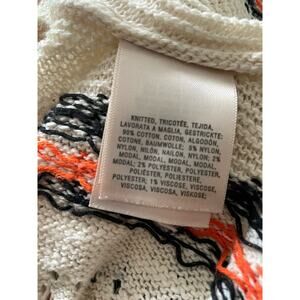 KNITTED, TRICOTÉE, TEJIDA,
LAVORATA A MAGLIA, GESTRICKTE:
90% COTTON, COTON, ALGODÓN,
COTONE, BAUMWOLLE; 5% NYLON,
NYLON, NILÓN, NAILON, NYLON; 2%
MODAL, MODAL, MODAL, MODAL,
MODAL; 2% POLYESTER, POLYESTER,
POLIÉSTER, POLIESTERE,
POLYESTER; 1% VISCOSE, VISCOSE,
VISCOSA, VISCOSA, VISKOSE;